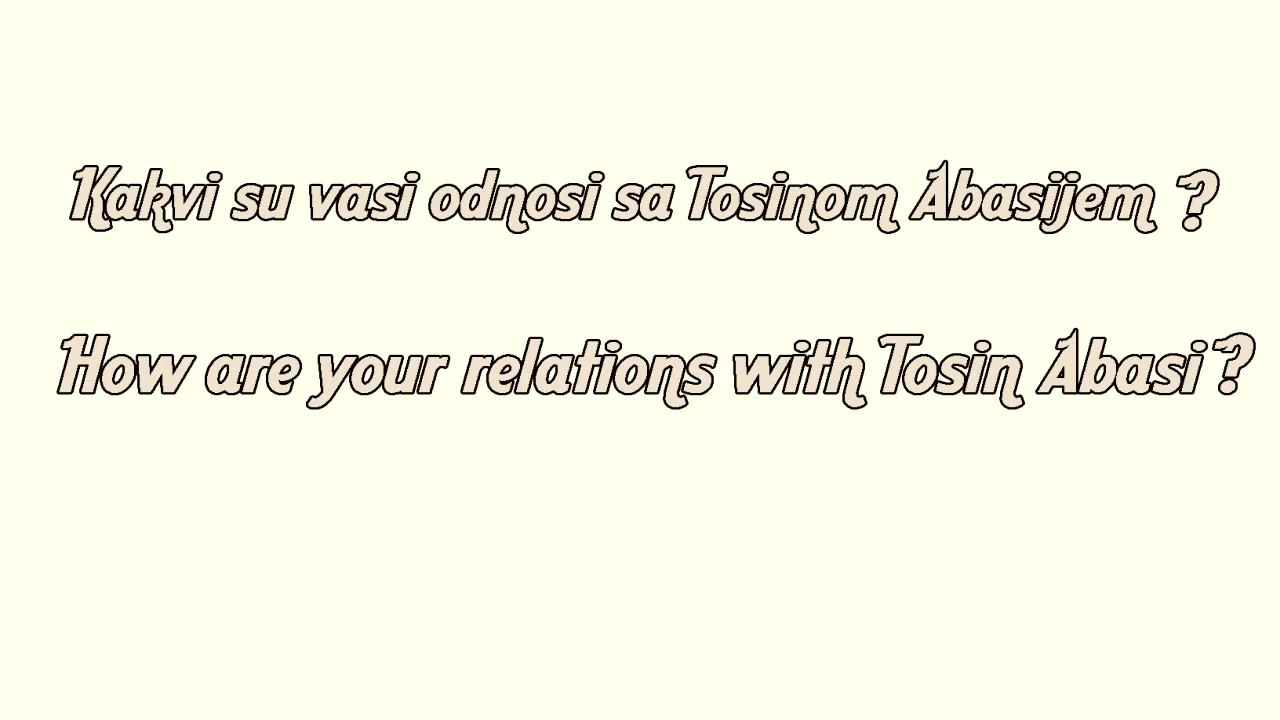 Kakvi su vasi odnosi sa Tosinom Abasijem ?
How are your relations with Tosin Abasi ?